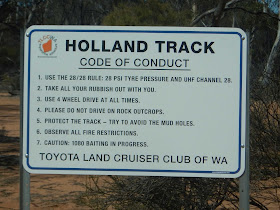 HOLLAND TRACK
CODE OF CONDUCT
1. USE THE 28/28 RULE: 28 PSI TYRE PRESSURE AND UHF CHANNEL 28.
2. TAKE ALL YOUR RUBBISH OUT WITH YOU.
3. USE 4 WHEEL DRIVE AT ALL TIMES.
4. PLEASE DO NOT DRIVE ON ROCK OUTCROPS.
5. PROTECT THE TRACK – TRY TO AVOID THE MUD HOLES.
6. OBSERVE ALL FIRE RESTRICTIONS.
7. CAUTION: 1080 BAITING IN PROGRESS.
TOYOTA LAND CRUISER CLUB OF WA